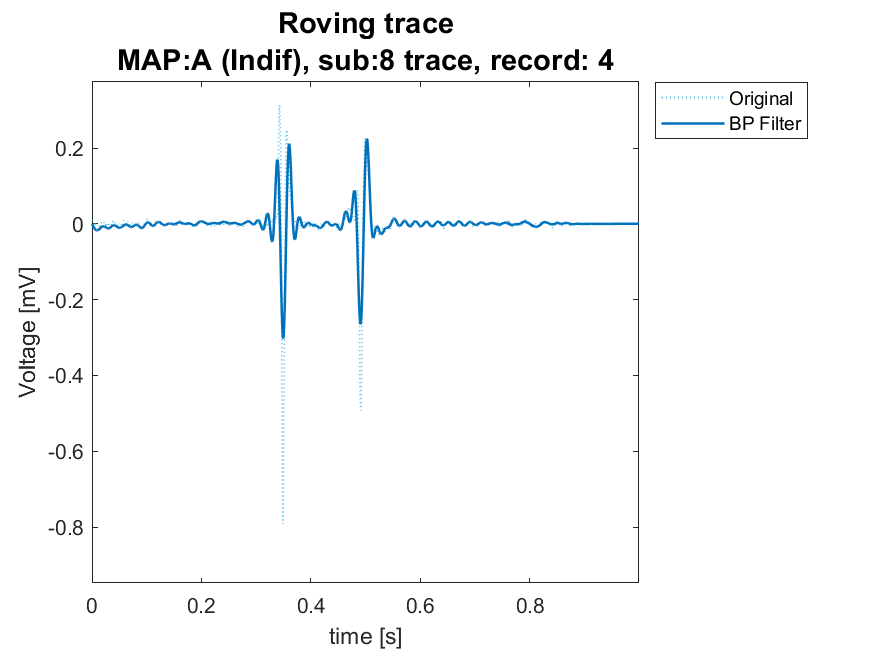 Roving trace
MAP:A (Indif), sub:8 trace, record: 4
Original
BP Filter
0.2
0
-0.2
-0.4
-0.6
-0.8
Voltage [mV]
0
0.2
0.4
0.6
0.8
time [s]